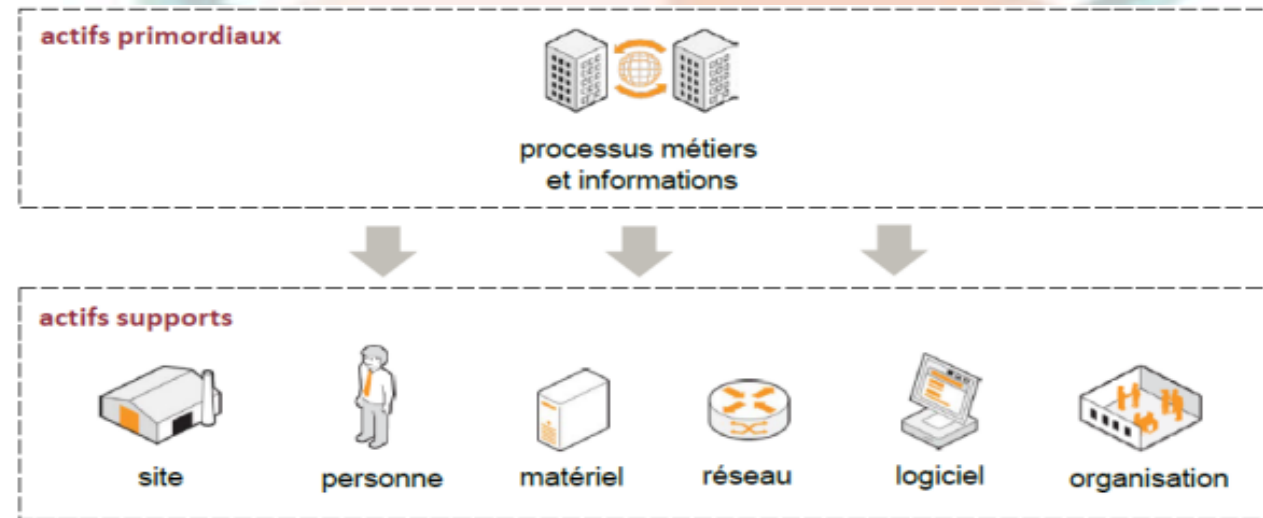 actifs primordiaux
processus métiers
et informations
actifs supports
site
personne
matériel
réseau
logiciel
organisation